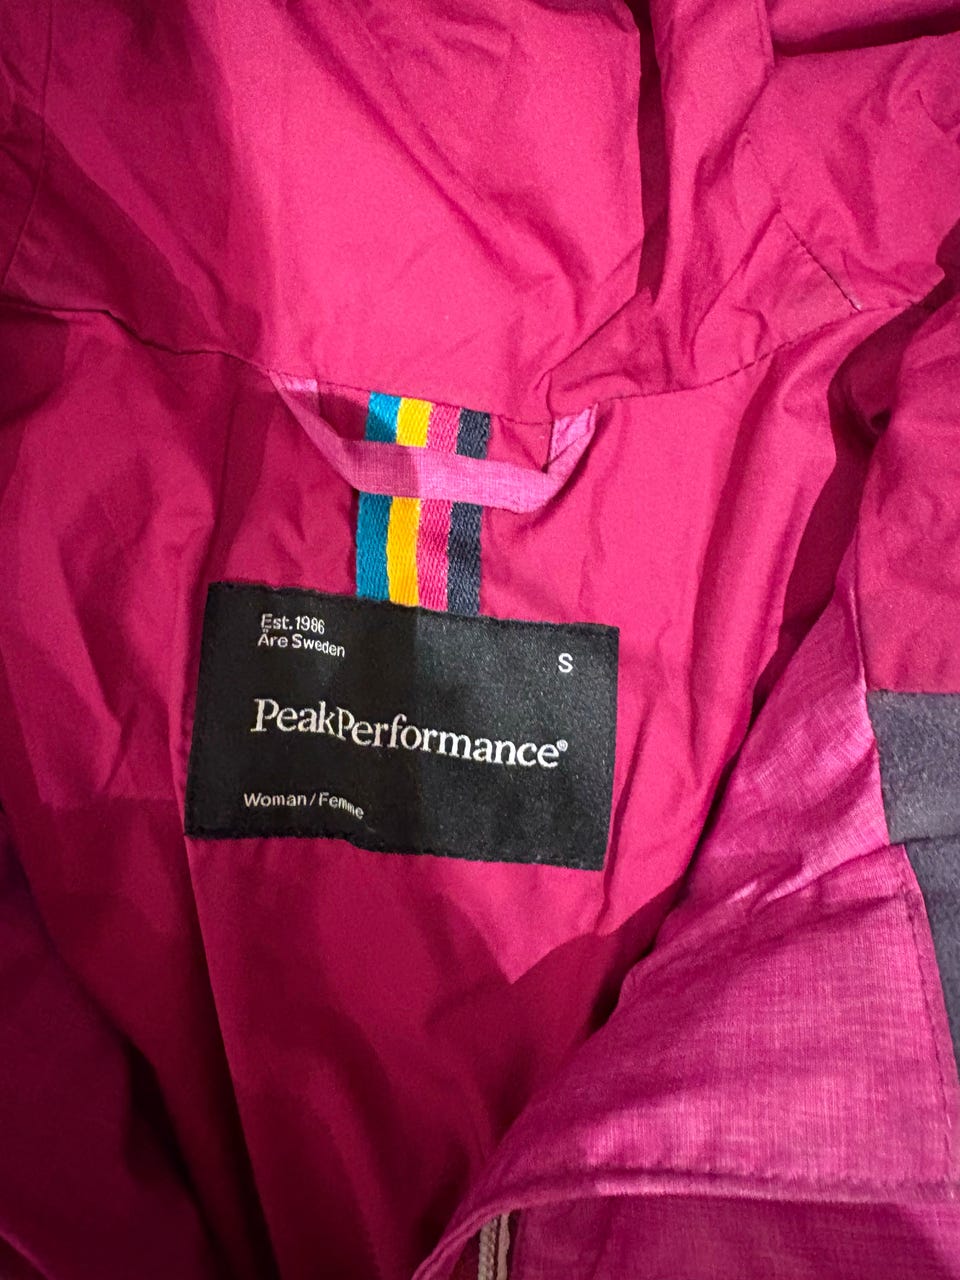 Est. 1986
Åre Sweden
S
PeakPerformance®
Woman/Femme